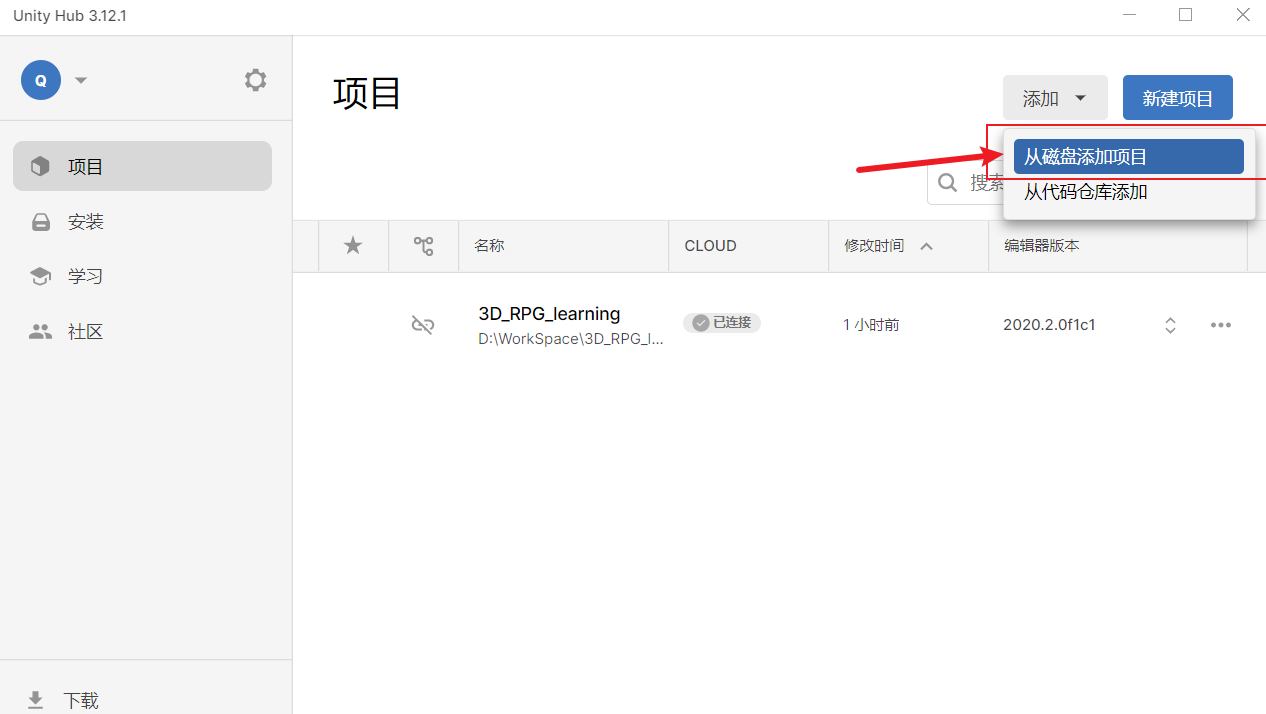 Unity Hub 3.12.1
Q
项目
添加
新建项目
项目
从磁盘添加项目
搜索
从代码仓库添加
安装
名称
CLOUD
修改时间
编辑器版本
学习
3D_RPG_learning
已连接
1 小时前
2020.2.0f1c1
D:\WorkSpace\3D_RPG_l...
社区
下载